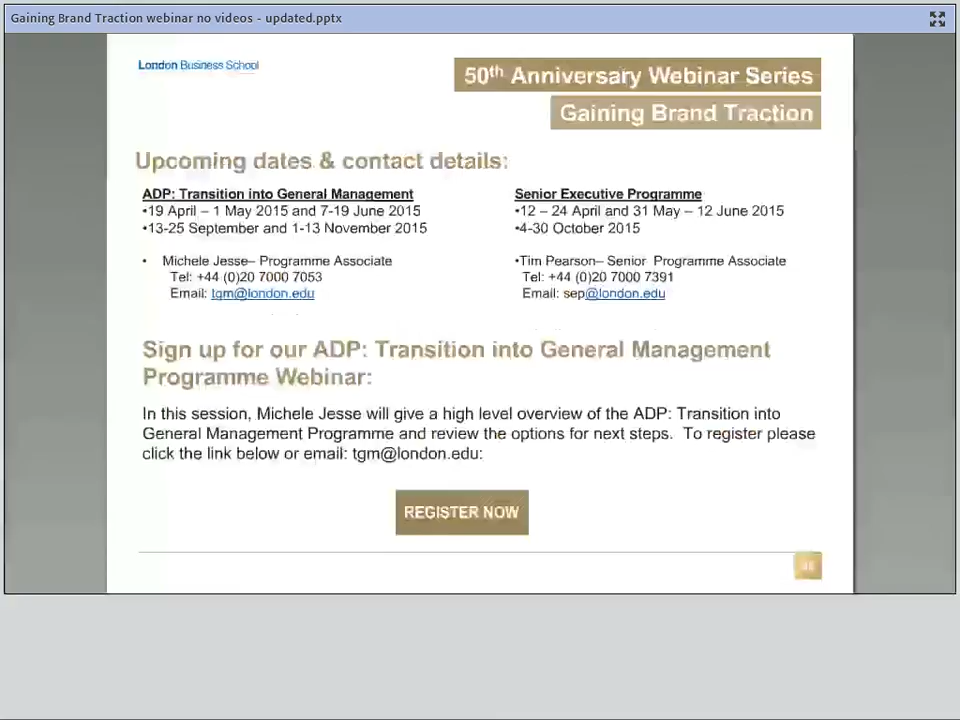 Gaining Brand Traction webinar no videos - updated.pptx
London Business School
50th Anniversary Webinar Series
Gaining Brand Traction
Upcoming dates & contact details:
ADP: Transition into General Management
•19 April – 1 May 2015 and 7-19 June 2015
•13-25 September and 1-13 November 2015
• Michele Jesse– Programme Associate
Tel: +44 (0)20 7000 7053
Email: tgm@london.edu
Senior Executive Programme
•12 – 24 April and 31 May – 12 June 2015
•4-30 October 2015
•Tim Pearson– Senior Programme Associate
Tel: +44 (0)20 7000 7391
Email: sep@london.edu
Sign up for our ADP: Transition into General Management
Programme Webinar:
In this session, Michele Jesse will give a high level overview of the ADP: Transition into
General Management Programme and review the options for next steps. To register please
click the link below or email: tgm@london.edu:
REGISTER NOW